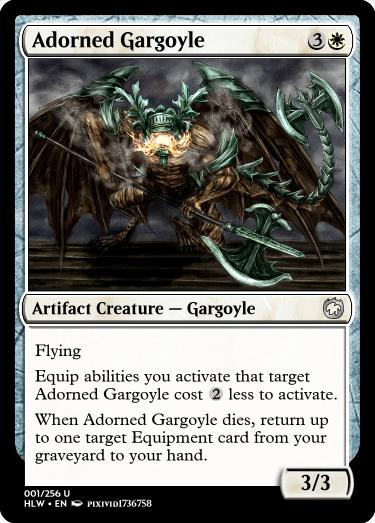 Adorned Gargoyle 3
Artifact Creature — Gargoyle
Flying
Equip abilities you activate that target
Adorned Gargoyle cost 2 less to activate.
When Adorned Gargoyle dies, return up
to one target Equipment card from your
graveyard to your hand.
3/3
001/256 U
HLW • EN PIXIVID1736758